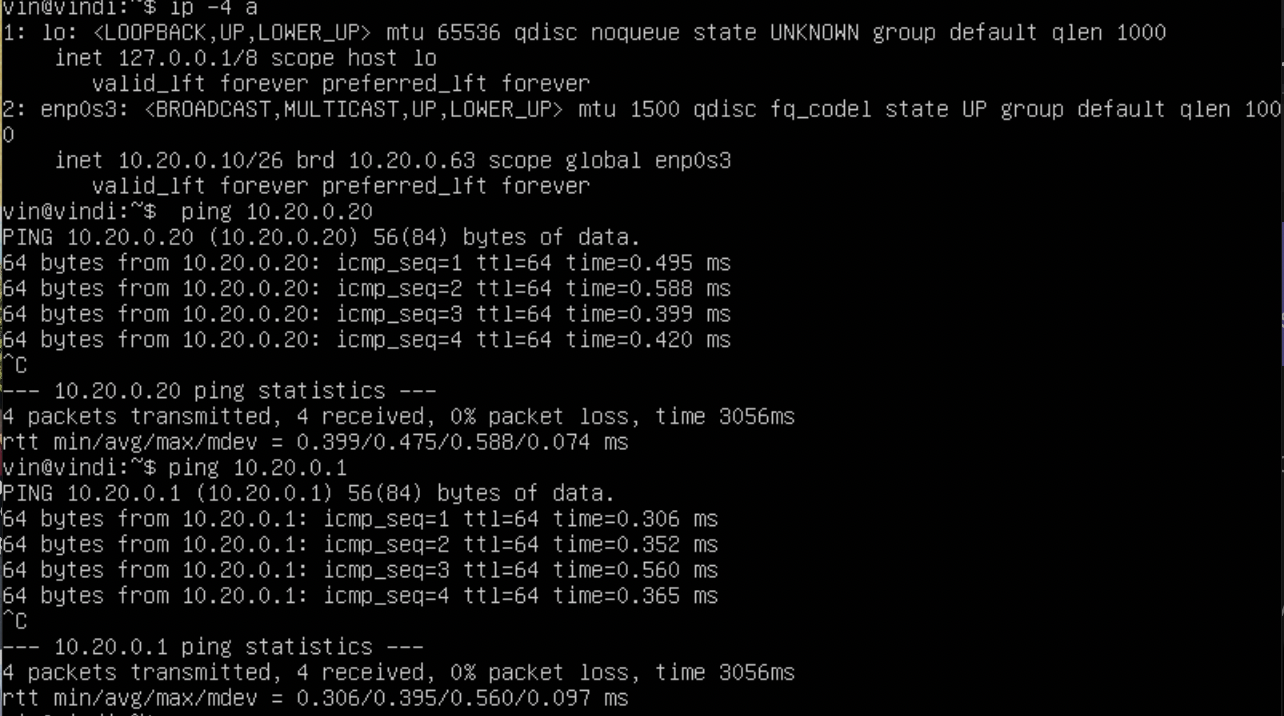 vin@vindi:~$ ip -4 a
1: lo: <LOOPBACK,UP,LOWER_UP> mtu 65536 qdisc noqueue state UNKNOWN group default qlen 1000
    inet 127.0.0.1/8 scope host lo
       valid_lft forever preferred_lft forever
2: enp0s3: <BROADCAST,MULTICAST,UP,LOWER_UP> mtu 1500 qdisc fq_codel state UP group default qlen 100
0
    inet 10.20.0.10/26 brd 10.20.0.63 scope global enp0s3
       valid_lft forever preferred_lft forever
vin@vindi:~$  ping 10.20.0.20
PING 10.20.0.20 (10.20.0.20) 56(84) bytes of data.
64 bytes from 10.20.0.20: icmp_seq=1 ttl=64 time=0.495 ms
64 bytes from 10.20.0.20: icmp_seq=2 ttl=64 time=0.588 ms
64 bytes from 10.20.0.20: icmp_seq=3 ttl=64 time=0.399 ms
64 bytes from 10.20.0.20: icmp_seq=4 ttl=64 time=0.420 ms
^C
--- 10.20.0.20 ping statistics ---
4 packets transmitted, 4 received, 0% packet loss, time 3056ms
rtt min/avg/max/mdev = 0.399/0.475/0.588/0.074 ms
vin@vindi:~$ ping 10.20.0.1
PING 10.20.0.1 (10.20.0.1) 56(84) bytes of data.
64 bytes from 10.20.0.1: icmp_seq=1 ttl=64 time=0.306 ms
64 bytes from 10.20.0.1: icmp_seq=2 ttl=64 time=0.352 ms
64 bytes from 10.20.0.1: icmp_seq=3 ttl=64 time=0.560 ms
64 bytes from 10.20.0.1: icmp_seq=4 ttl=64 time=0.365 ms
^C
--- 10.20.0.1 ping statistics ---
4 packets transmitted, 4 received, 0% packet loss, time 3056ms
rtt min/avg/max/mdev = 0.306/0.395/0.560/0.097 ms